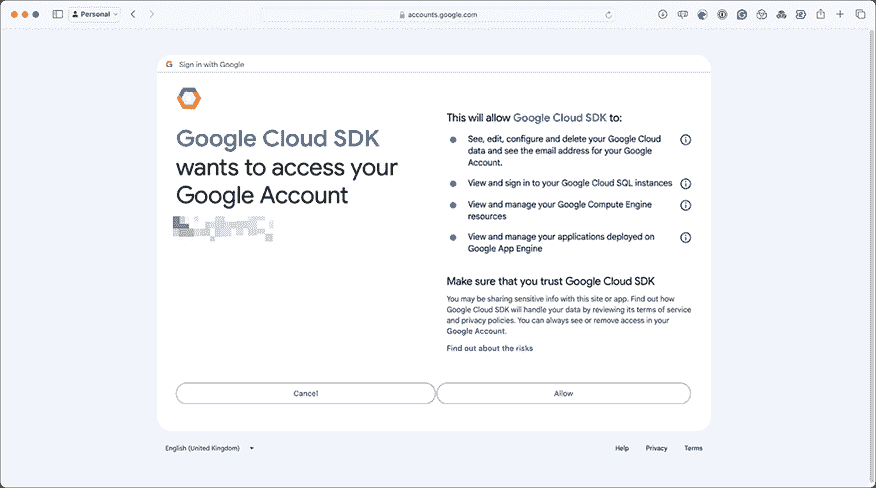 Personal
accounts.google.com
Sign in with Google
Google Cloud SDK
wants to access your
Google Account
This will allow Google Cloud SDK to:
See, edit, configure and delete your Google Cloud
data and see the email address for your Google
Account.
View and sign in to your Google Cloud SQL instances
View and manage your Google Compute Engine
resources
View and manage your applications deployed on
Google App Engine
Make sure that you trust Google Cloud SDK
You may be sharing sensitive info with this site or app. Find out how
Google Cloud SDK will handle your data by reviewing its terms of service
and privacy policies. You can always see or remove access in your
Google Account.
Find out about the risks
Cancel
Allow
English (United Kingdom)
Help
Privacy
Terms